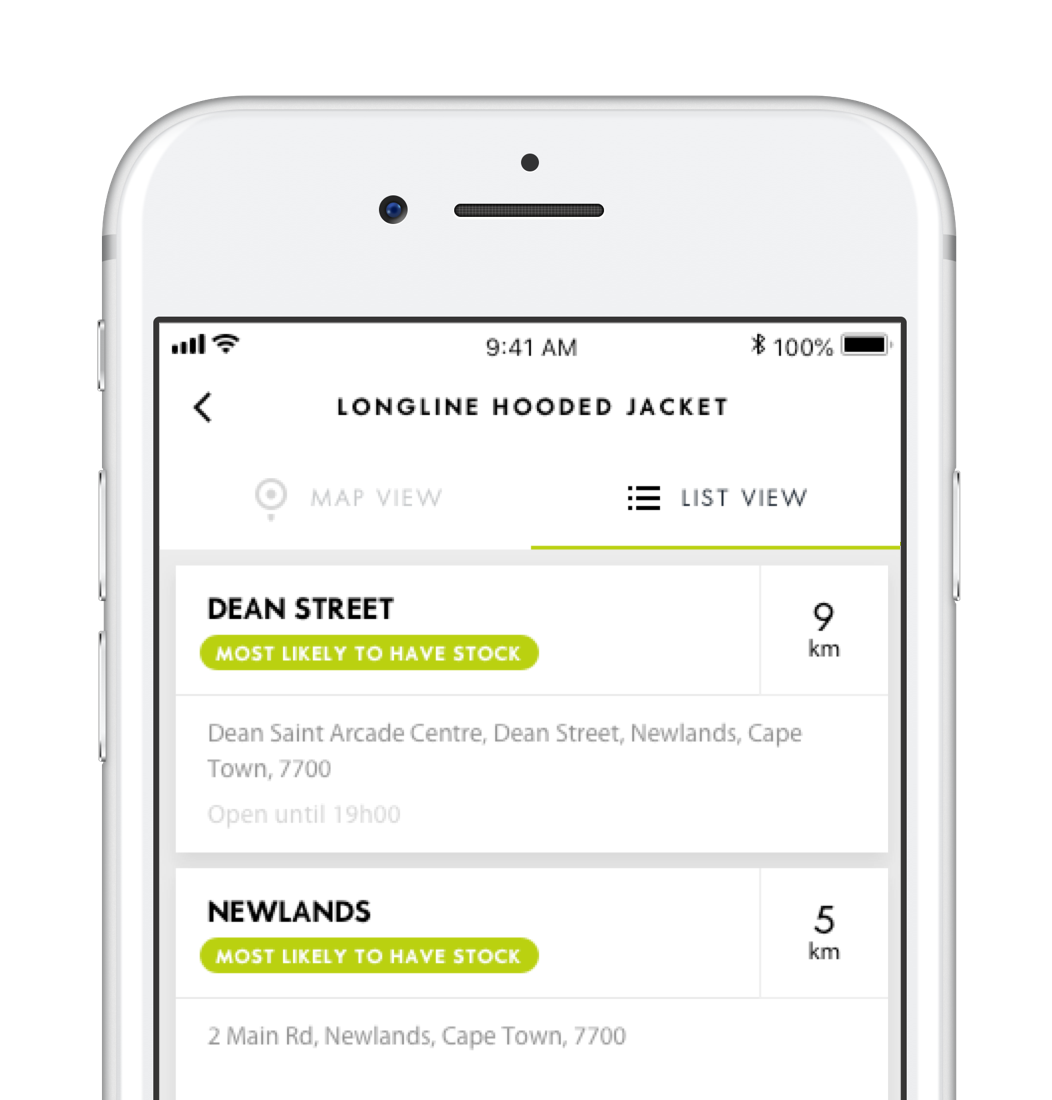 9:41 AM
100%
LONGLINE HOODED JACKET
MAP VIEW
LIST VIEW
DEAN STREET
MOST LIKELY TO HAVE STOCK
9
km
Dean Saint Arcade Centre, Dean Street, Newlands, Cape
Town, 7700
Open until 19h00
NEWLANDS
MOST LIKELY TO HAVE STOCK
5
km
2 Main Rd, Newlands, Cape Town, 7700